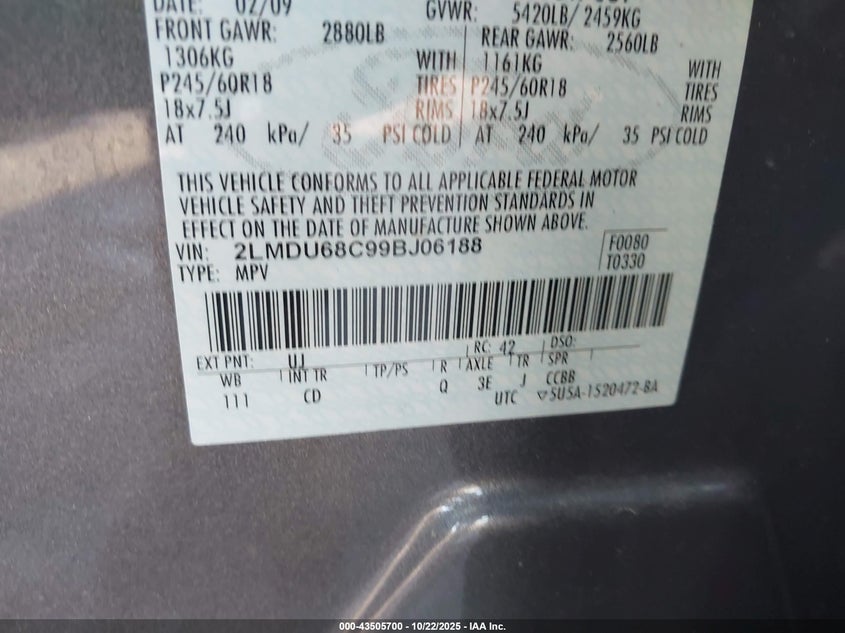 DATE: 02/09
GVWR: 5420LB/ 2459KG
FRONT GAWR: 2880LB
REAR GAWR: 2560LB
1306KG WITH
1161KG WITH
P245/60R18 TIRES
P245/60R18 TIRES
18x7.5J RIMS
18x7.5J RIMS
AT 240 kPa/ 35 PSI COLD
AT 240 kPa/ 35 PSI COLD
THIS VEHICLE CONFORMS TO ALL APPLICABLE FEDERAL MOTOR
VEHICLE SAFETY AND THEFT PREVENTION STANDARDS IN
EFFECT ON THE DATE OF MANUFACTURE SHOWN ABOVE.
VIN: 2LMDU68C99BJ06188
F0080
TYPE: MPV
T0330
EXT PNT: UJ RC: 42 DSO:
WB INT TR TP/PS R AXLE TR SPR
111 CD Q 3E J CCBB
UTC ▽5U5A-1520472-BA
000-43505700 - 10/22/2025 - IAA Inc.